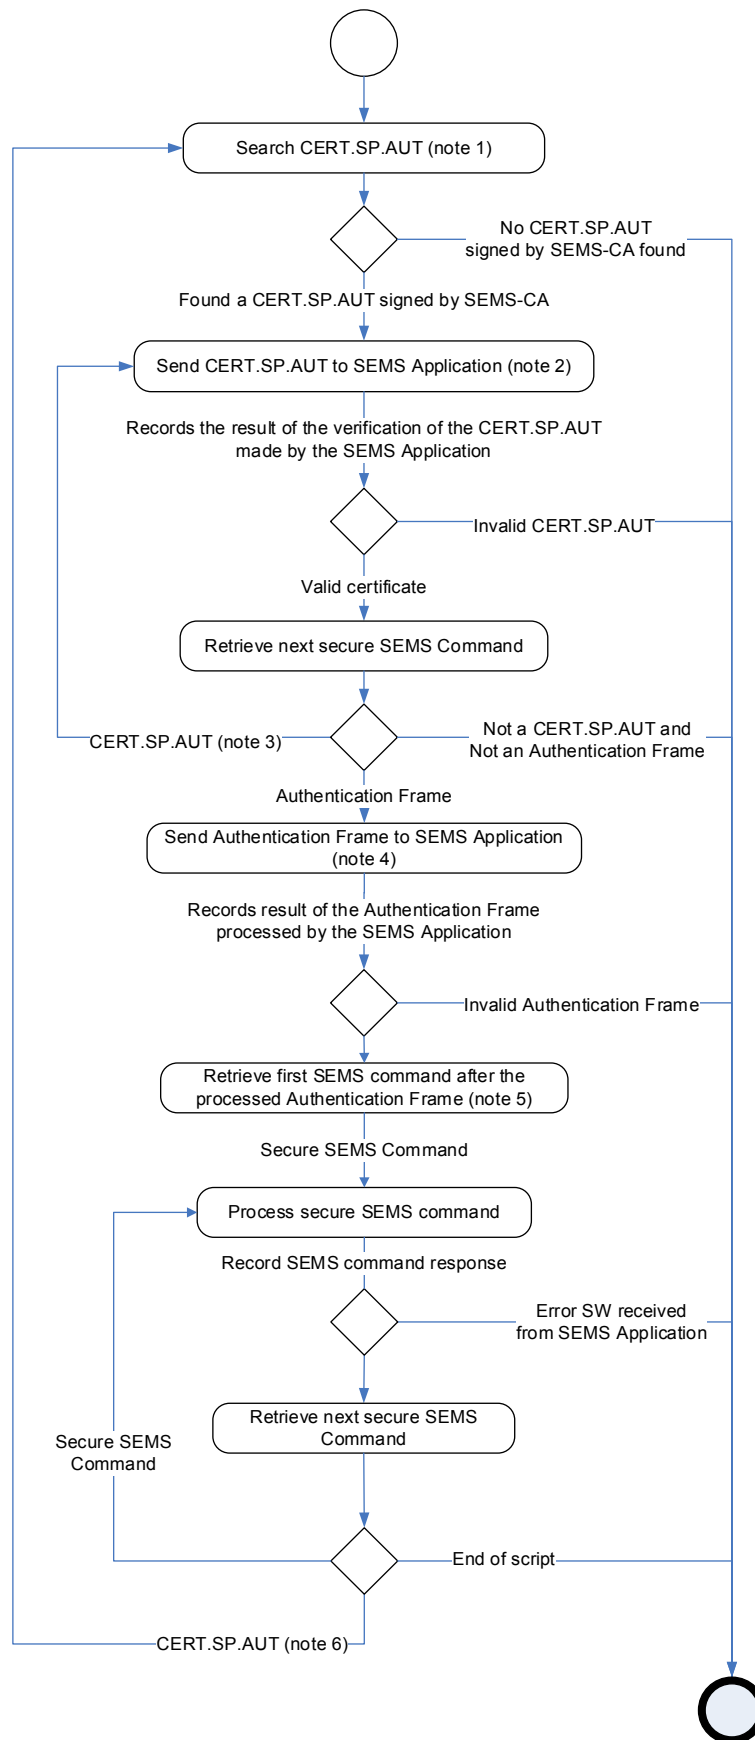 Search CERT.SP.AUT (note 1)
No CERT.SP.AUT
signed by SEMS-CA found
Found a CERT.SP.AUT signed by SEMS-CA
Send CERT.SP.AUT to SEMS Application (note 2)
Records the result of the verification of the CERT.SP.AUT
made by the SEMS Application
Invalid CERT.SP.AUT
Valid certificate
Retrieve next secure SEMS Command
CERT.SP.AUT (note 3)
Not a CERT.SP.AUT and
Not an Authentication Frame
Authentication Frame
Send Authentication Frame to SEMS Application
(note 4)
Records result of the Authentication Frame
processed by the SEMS Application
Invalid Authentication Frame
Retrieve first SEMS command after the
processed Authentication Frame (note 5)
Secure SEMS Command
Process secure SEMS command
Record SEMS command response
Error SW received
from SEMS Application
Retrieve next secure SEMS
Command
Secure SEMS
Command
End of script
CERT.SP.AUT (note 6)